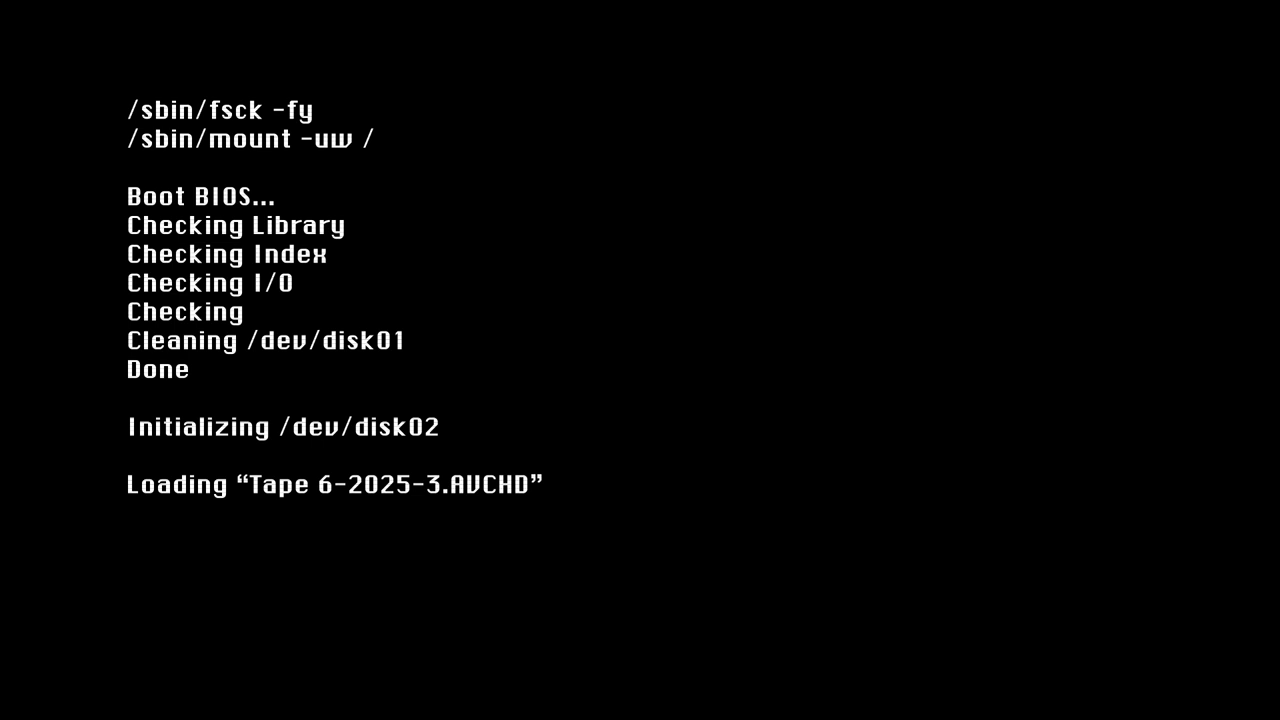 /sbin/fsck -fy
/sbin/mount -uw /
Boot BIOS...
Checking Library
Checking Index
Checking I/O
Checking
Cleaning /dev/disk01
Done
Initializing /dev/disk02
Loading “Tape 6-2025-3.AVCHD”